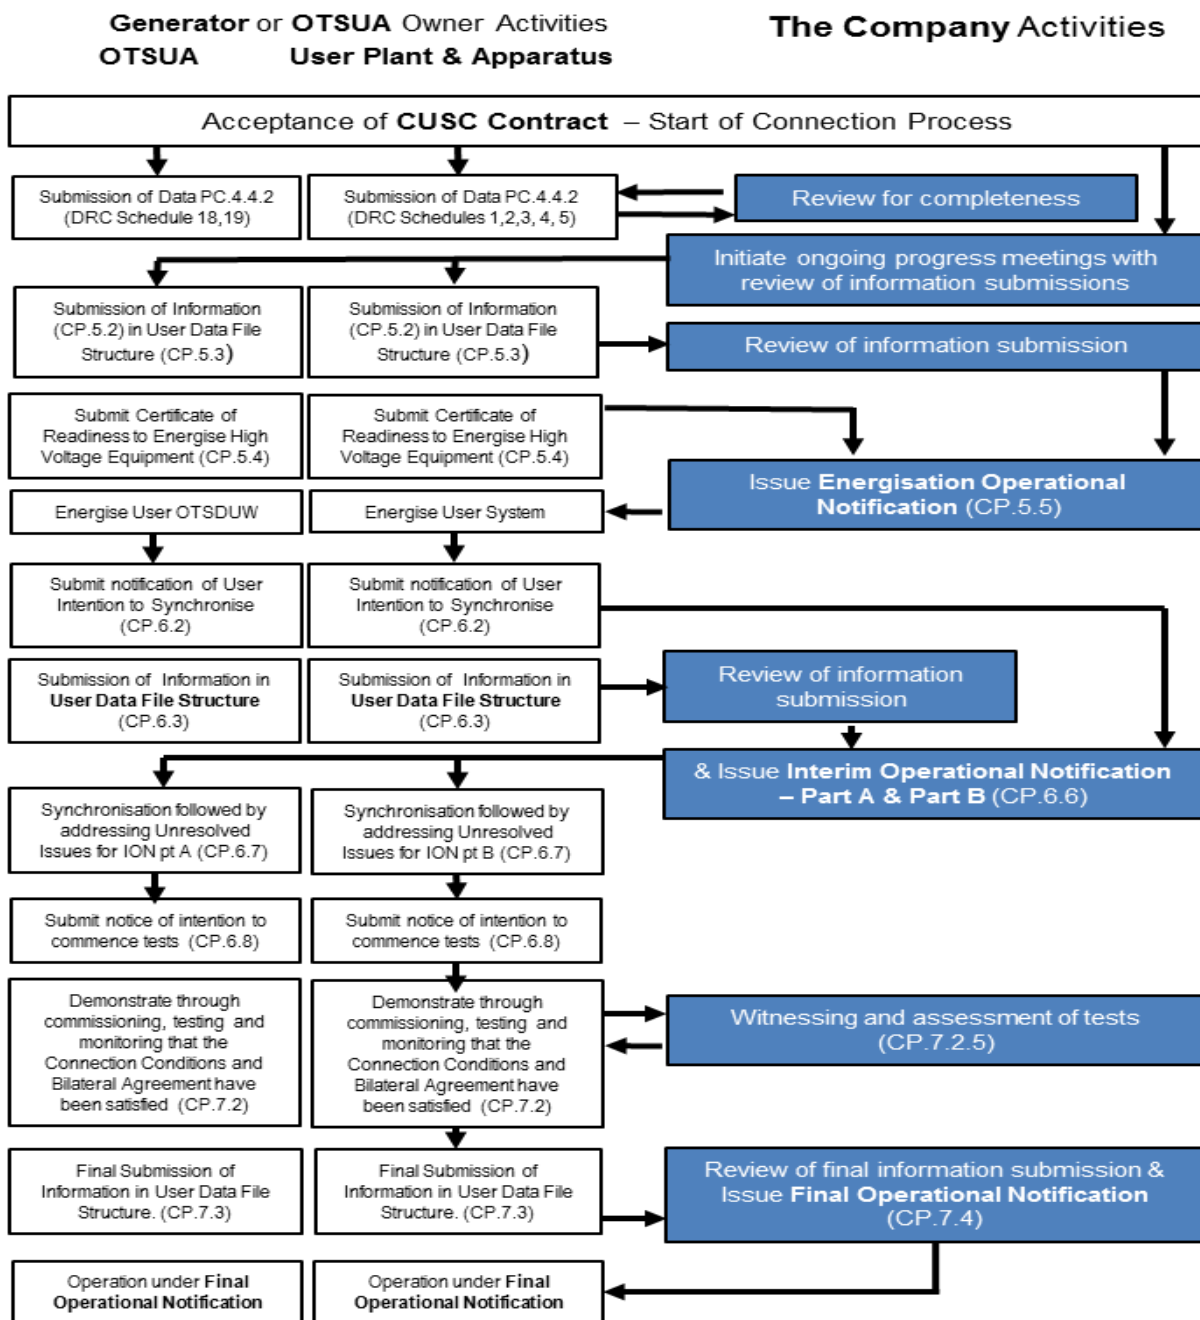 Generator or OTSUA Owner Activities
OTSUA
User Plant & Apparatus
The Company Activities
Acceptance of CUSC Contract – Start of Connection Process
Submission of Data PC.4.4.2
(DRC Schedule 18,19)
Submission of Data PC.4.4.2
(DRC Schedules 1,2,3, 4, 5)
Review for completeness
Initiate ongoing progress meetings with
review of information submissions
Submission of Information
(CP.5.2) in User Data File
Structure (CP.5.3)
Submission of Information
(CP.5.2) in User Data File
Structure (CP.5.3)
Review of information submission
Submit Certificate of
Readiness to Energise High
Voltage Equipment (CP.5.4)
Submit Certificate of
Readiness to Energise High
Voltage Equipment (CP.5.4)
Issue Energisation Operational
Notification (CP.5.5)
Energise User OTSDUW
Energise User System
Submit notification of User
Intention to Synchronise
(CP.6.2)
Submit notification of User
Intention to Synchronise
(CP.6.2)
Submission of Information in
User Data File Structure
(CP.6.3)
Submission of Information in
User Data File Structure
(CP.6.3)
Review of information
submission
& Issue Interim Operational Notification
– Part A & Part B (CP.6.6)
Synchronisation followed by
addressing Unresolved
Issues for ION pt A (CP.6.7)
Synchronisation followed by
addressing Unresolved
Issues for ION pt B (CP.6.7)
Submit notice of intention to
commence tests (CP.6.8)
Submit notice of intention to
commence tests (CP.6.8)
Demonstrate through
commissioning, testing and
monitoring that the
Connection Conditions and
Bilateral Agreement have
been satisfied (CP.7.2)
Demonstrate through
commissioning, testing and
monitoring that the
Connection Conditions and
Bilateral Agreement have
been satisfied (CP.7.2)
Witnessing and assessment of tests
(CP.7.2.5)
Final Submission of
Information in User Data File
Structure. (CP.7.3)
Final Submission of
Information in User Data File
Structure. (CP.7.3)
Review of final information submission &
Issue Final Operational Notification
(CP.7.4)
Operation under Final
Operational Notification
Operation under Final
Operational Notification